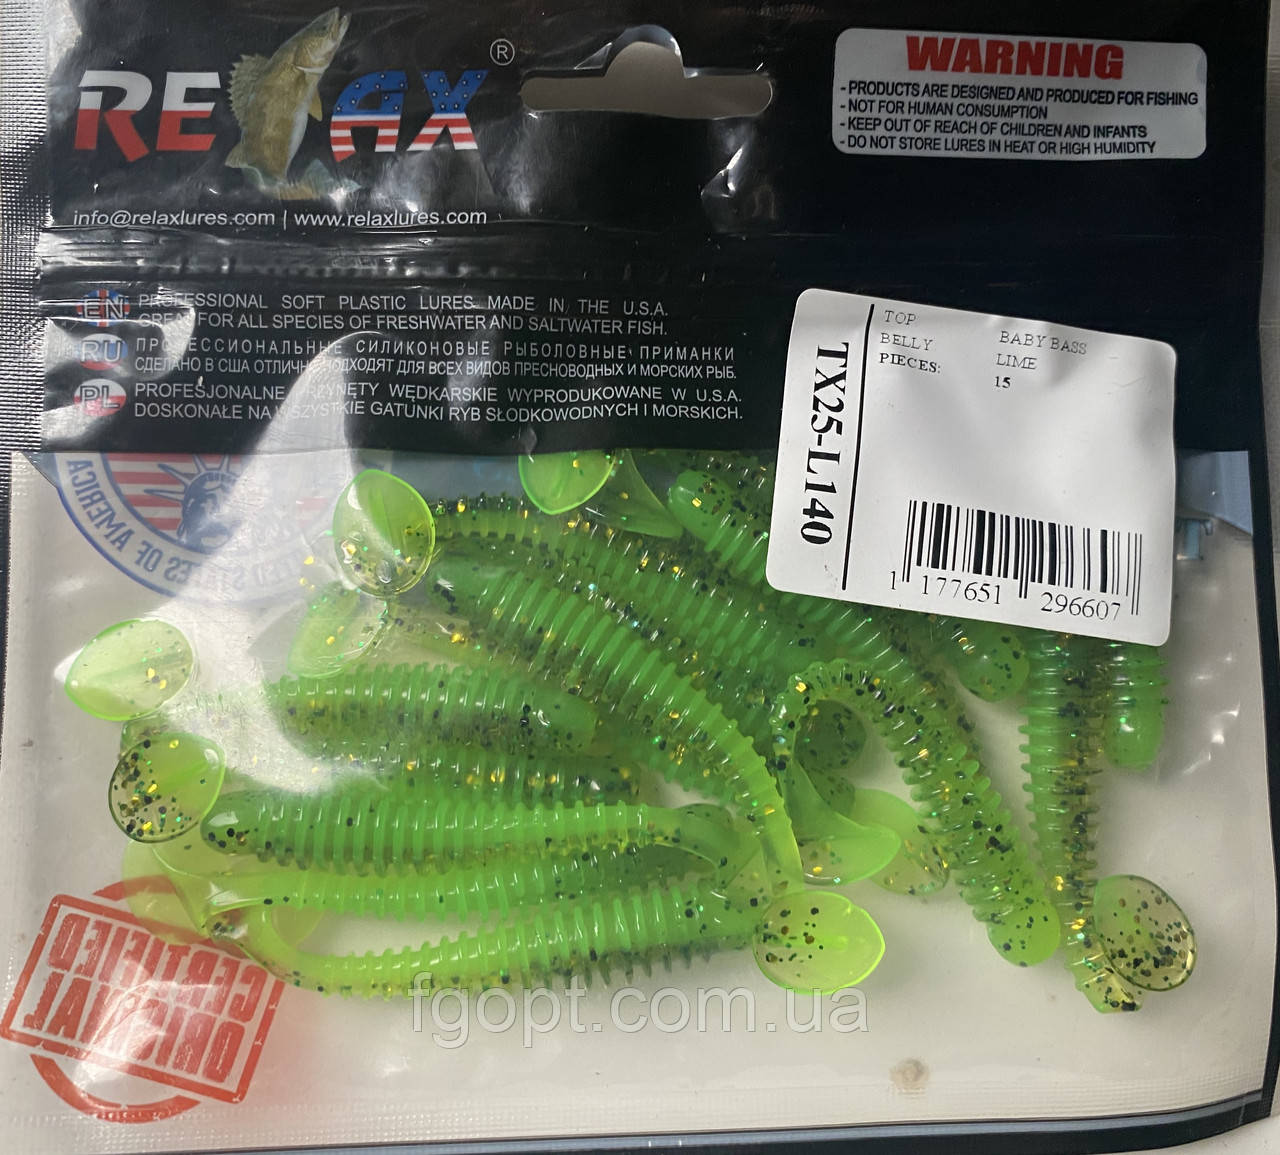 RELAX®
info@relaxlures.com | www.relaxlures.com
WARNING
- PRODUCTS ARE DESIGNED AND PRODUCED FOR FISHING
- NOT FOR HUMAN CONSUMPTION
- KEEP OUT OF REACH OF CHILDREN AND INFANTS
- DO NOT STORE LURES IN HEAT OR HIGH HUMIDITY
EN PROFESSIONAL SOFT PLASTIC LURES MADE IN THE U.S.A.
GREAT FOR ALL SPECIES OF FRESHWATER AND SALTWATER FISH.
RU ПРОФЕССИОНАЛЬНЫЕ СИЛИКОНОВЫЕ РЫБОЛОВНЫЕ ПРИМАНКИ
СДЕЛАНО В США ОТЛИЧНО ПОДХОДЯТ ДЛЯ ВСЕХ ВИДОВ ПРЕСНОВОДНЫХ И МОРСКИХ РЫБ.
PL PROFESJONALNE PRZYNĘTY WĘDKARSKIE WYPRODUKOWANE W U.S.A.
DOSKONAŁE NA WSZYSTKIE GATUNKI RYB SŁODKOWODNYCH I MORSKICH.
TX25-L140
TOP BABY BASS
BELLY LIME
PIECES: 15
1 177651 296607
UNITED STATES OF AMERICA
CERTIFIED
ORIGINAL
fgopt.com.ua